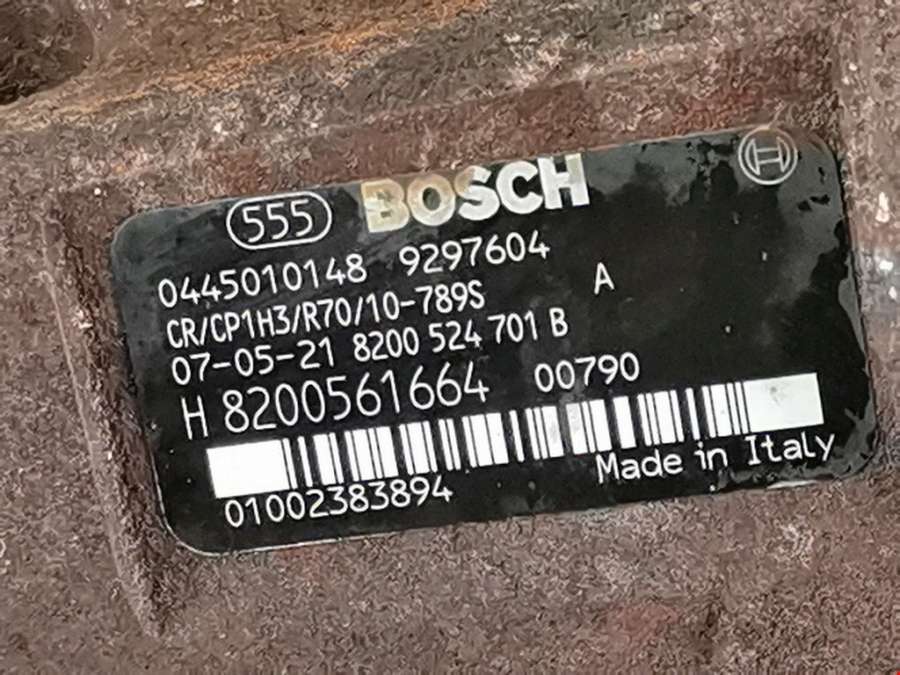 555 BOSCH
0445010148 9297604
CR/CP1H3/R70/10-789S A
07-05-21 8200 524 701 B
H 8200561664 00790
01002383894 Made in Italy